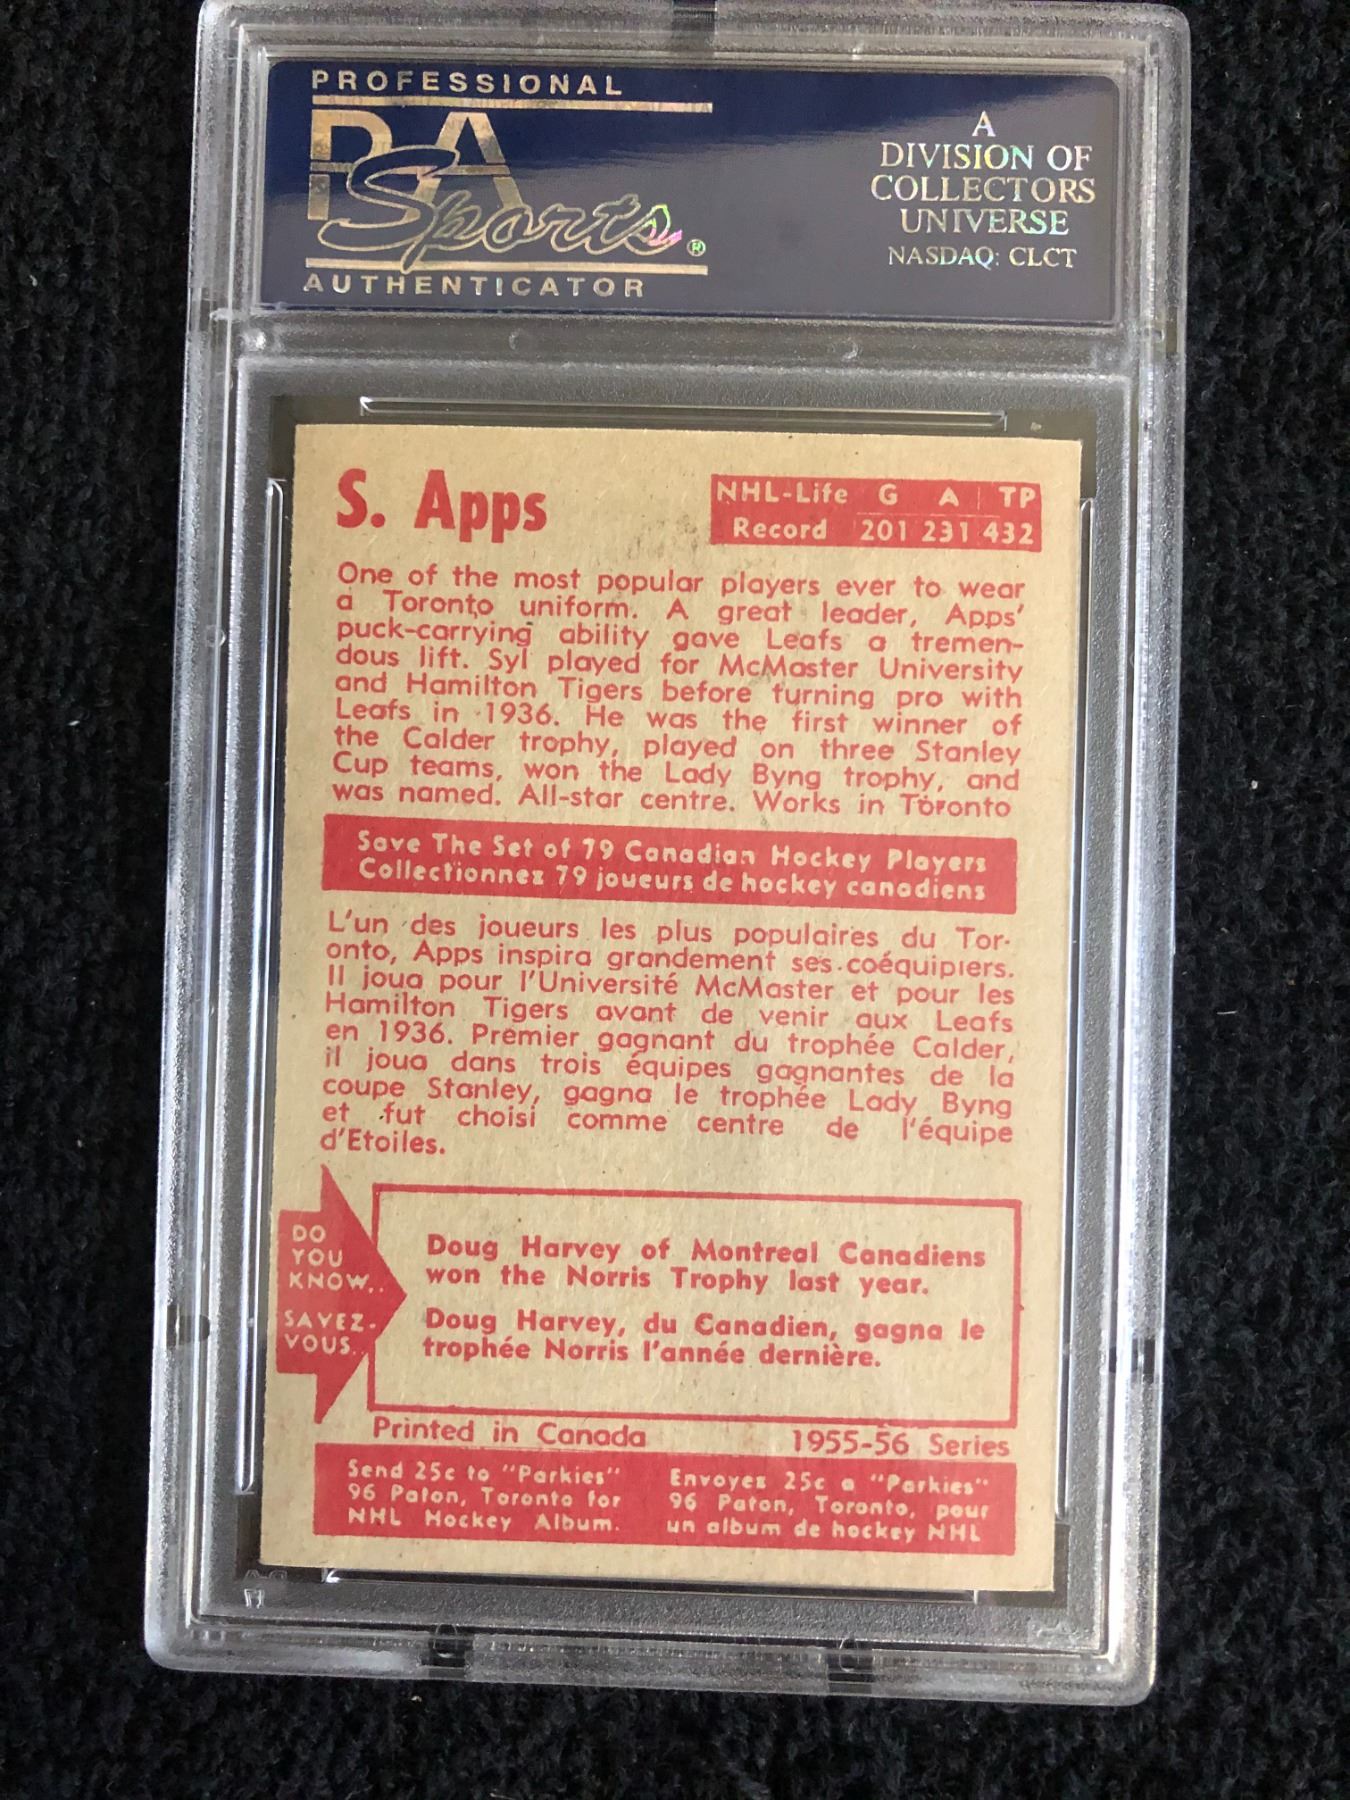 PROFESSIONAL
PSA
Sports®
AUTHENTICATOR
A
DIVISION OF
COLLECTORS
UNIVERSE
NASDAQ: CLCT
S. Apps
NHL-Life G A TP
Record 201 231 432
One of the most popular players ever to wear
a Toronto uniform. A great leader, Apps'
puck-carrying ability gave Leafs a tremen-
dous lift. Syl played for McMaster University
and Hamilton Tigers before turning pro with
Leafs in 1936. He was the first winner of
the Calder trophy, played on three Stanley
Cup teams, won the Lady Byng trophy, and
was named. All-star centre. Works in Toronto
Save The Set of 79 Canadian Hockey Players
Collectionnez 79 joueurs de hockey canadiens
L'un des joueurs les plus populaires du Tor-
onto, Apps inspira grandement ses coéquipiers.
Il joua pour l'Université McMaster et pour les
Hamilton Tigers avant de venir aux Leafs
en 1936. Premier gagnant du trophée Calder,
il joua dans trois équipes gagnantes de la
coupe Stanley, gagna le trophée Lady Byng
et fut choisi comme centre de l'équipe
d'Etoiles.
DO
YOU
KNOW..
SAVEZ-
VOUS..
Doug Harvey of Montreal Canadiens
won the Norris Trophy last year.
Doug Harvey, du Canadien, gagna le
trophée Norris l'année dernière.
Printed in Canada 1955-56 Series
Send 25c to "Parkies"
96 Paton, Toronto for
NHL Hockey Album.
Envoyez 25c a "Parkies"
96 Paton, Toronto, pour
un album de hockey NHL